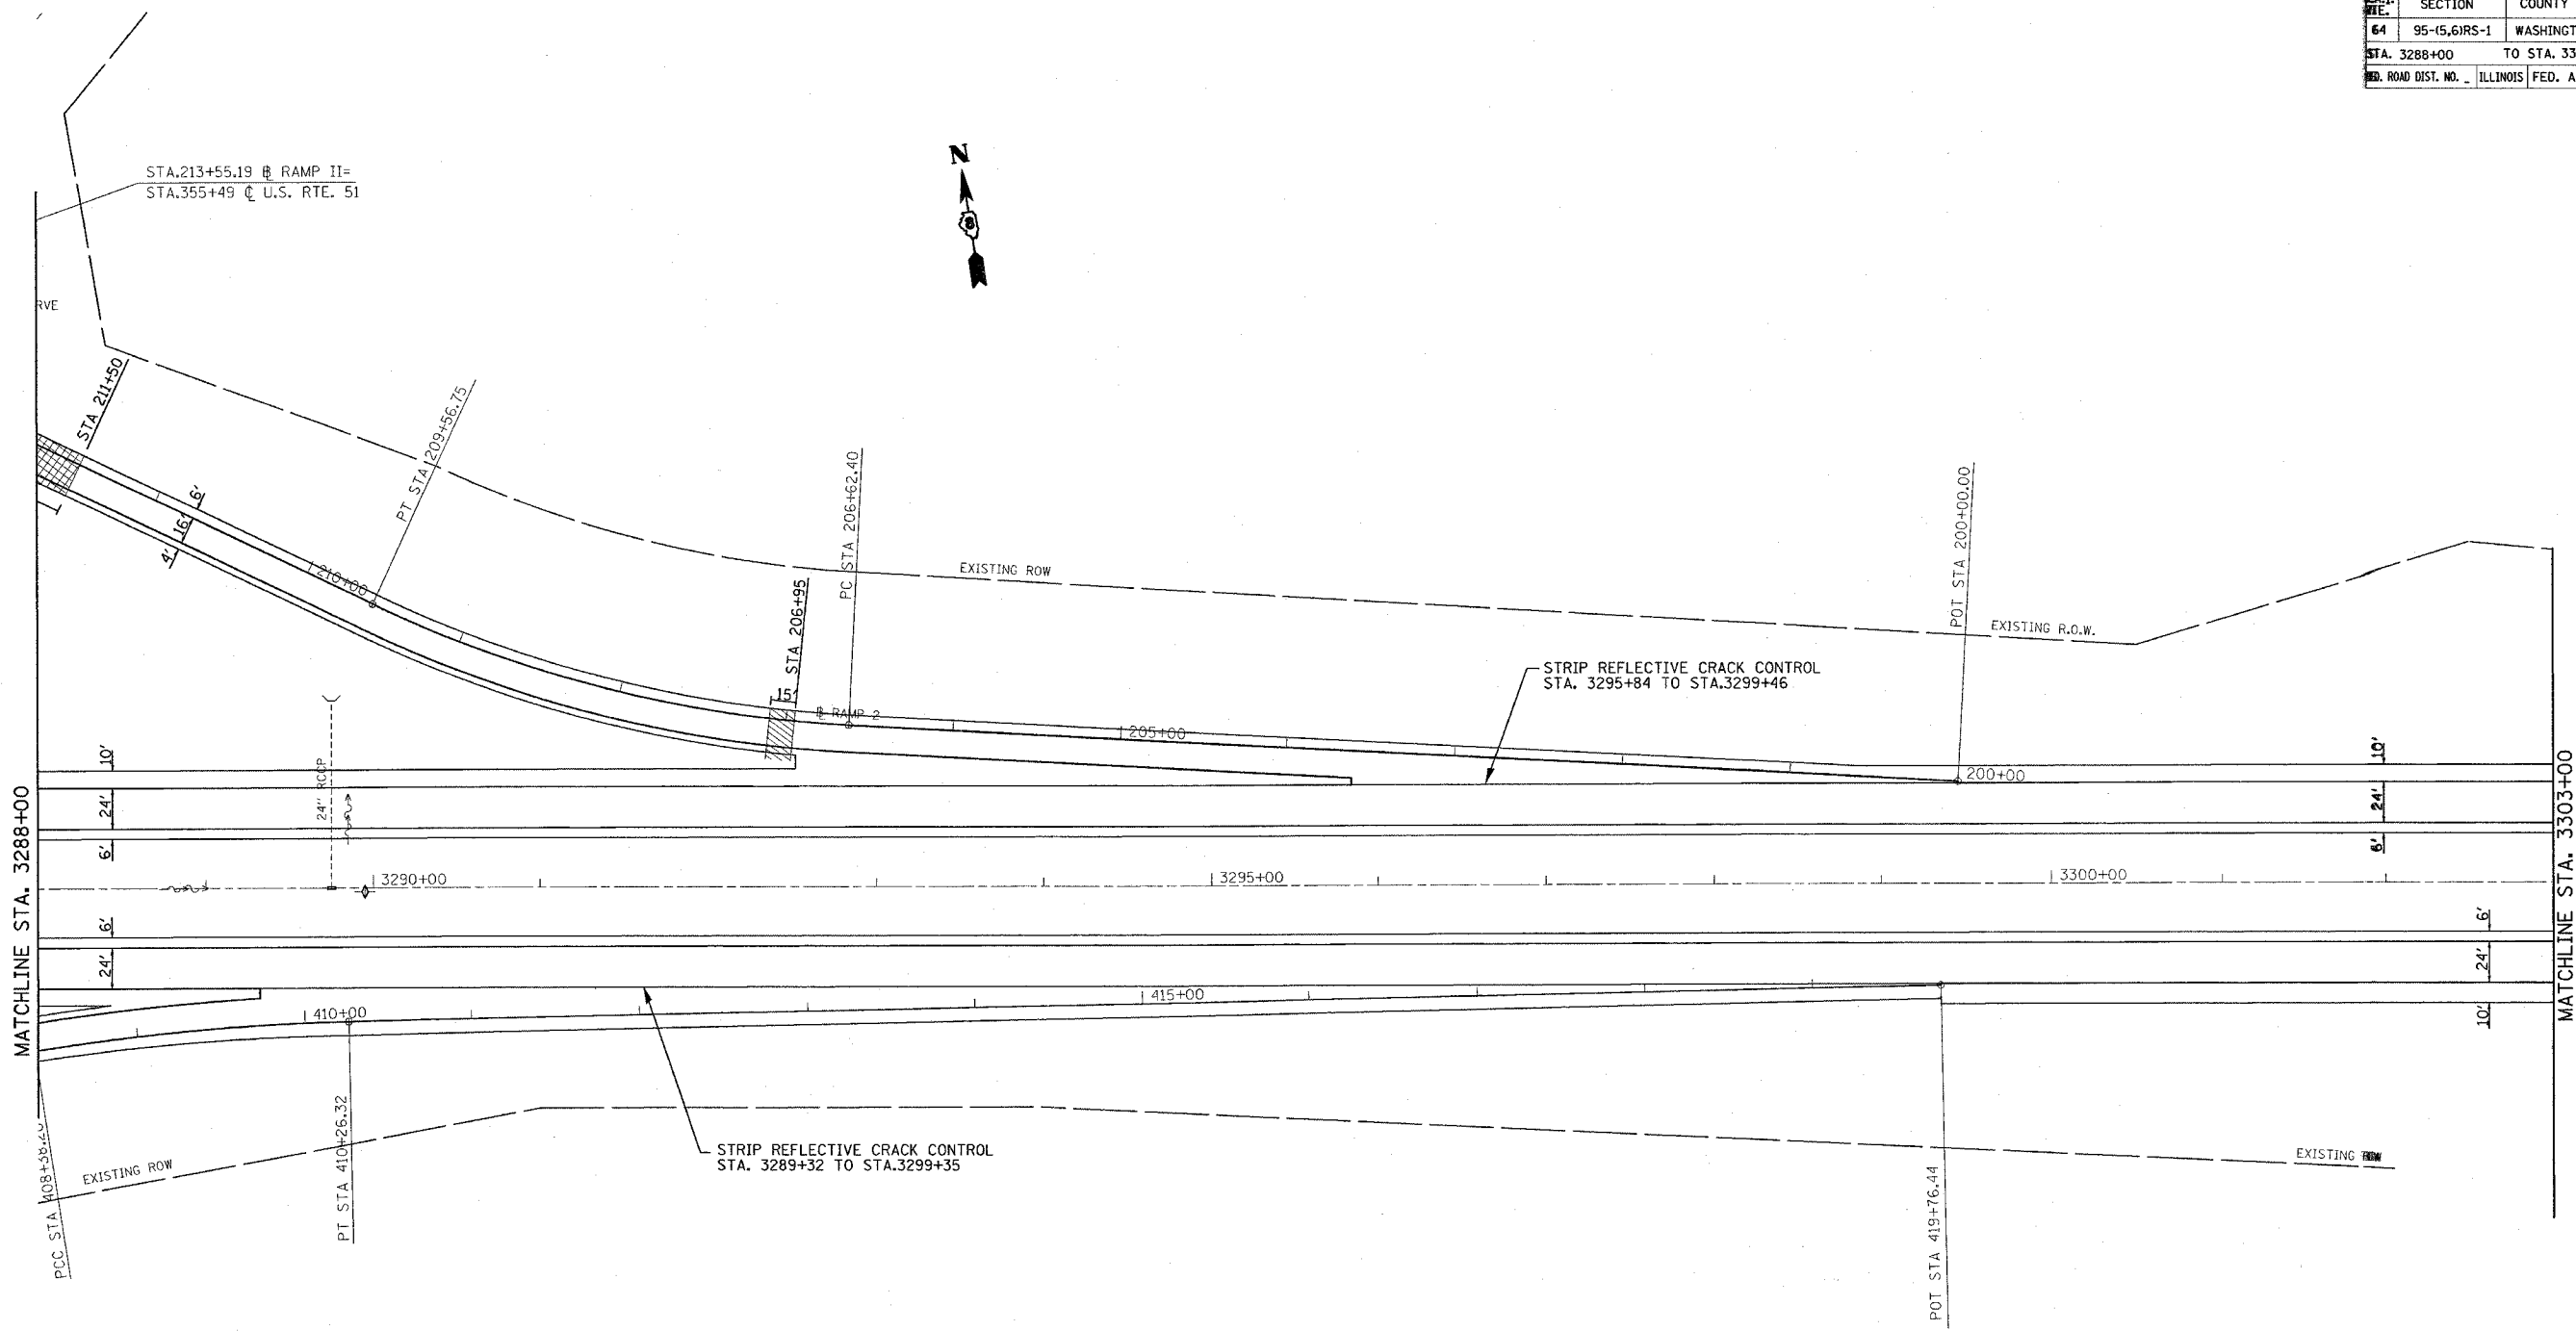 RTE.
SECTION
COUNTY
64
95-(5,6)RS-1
WASHINGT
STA. 3288+00 TO STA. 33
ROAD DIST. NO. _
ILLINOIS
FED. A
N
STA.213+55.19 ⅊ RAMP II=
STA.355+49 ℄ U.S. RTE. 51
RVE
STA 211+50
PT STA 209+56.75
PC STA 206+62.40
STA 206+95
POT STA 200+00.00
EXISTING ROW
EXISTING R.O.W.
STRIP REFLECTIVE CRACK CONTROL
STA. 3295+84 TO STA.3299+46
6'
16'
4'
210+00
15'
⅊ RAMP 2
205+00
200+00
10'
24'
6'
24" RCCP
10'
24'
6'
MATCHLINE STA. 3288+00
MATCHLINE STA. 3303+00
3290+00
3295+00
3300+00
6'
24'
6'
24'
10'
410+00
415+00
PCC STA 408+38.20
PT STA 410+26.32
POT STA 419+76.44
STRIP REFLECTIVE CRACK CONTROL
STA. 3289+32 TO STA.3299+35
EXISTING ROW
EXISTING